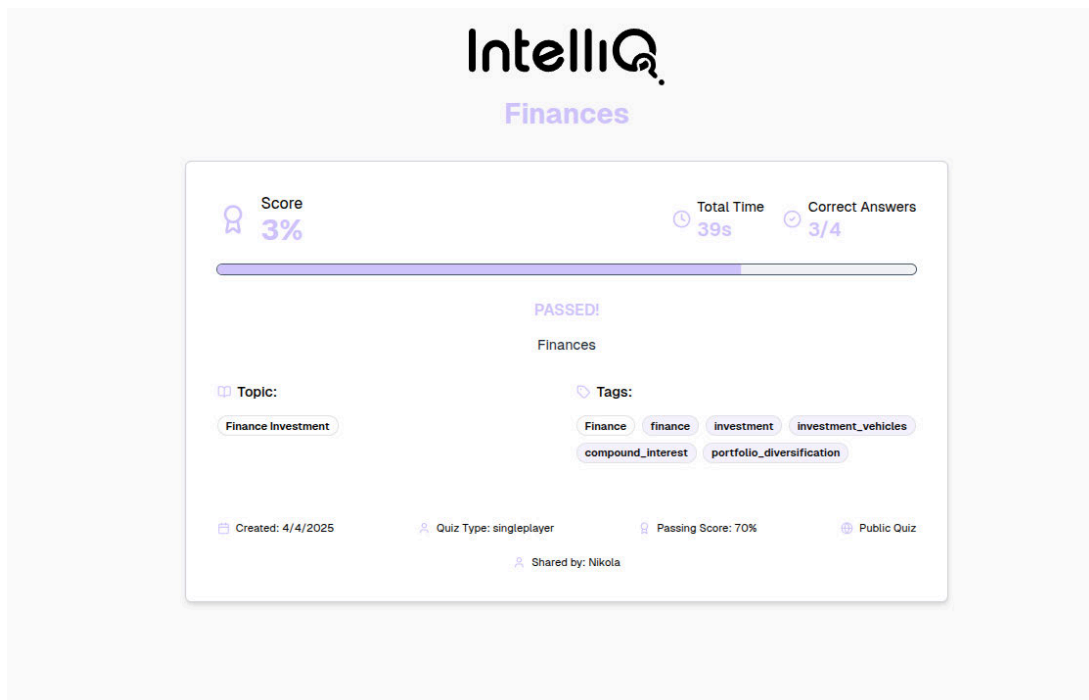 IntelliQ
Finances
Score
3%
Total Time
39s
Correct Answers
3/4
PASSED!
Finances
Topic:
Finance Investment
Tags:
Finance finance investment investment_vehicles
compound_interest portfolio_diversification
Created: 4/4/2025 Quiz Type: singleplayer Passing Score: 70% Public Quiz
Shared by: Nikola